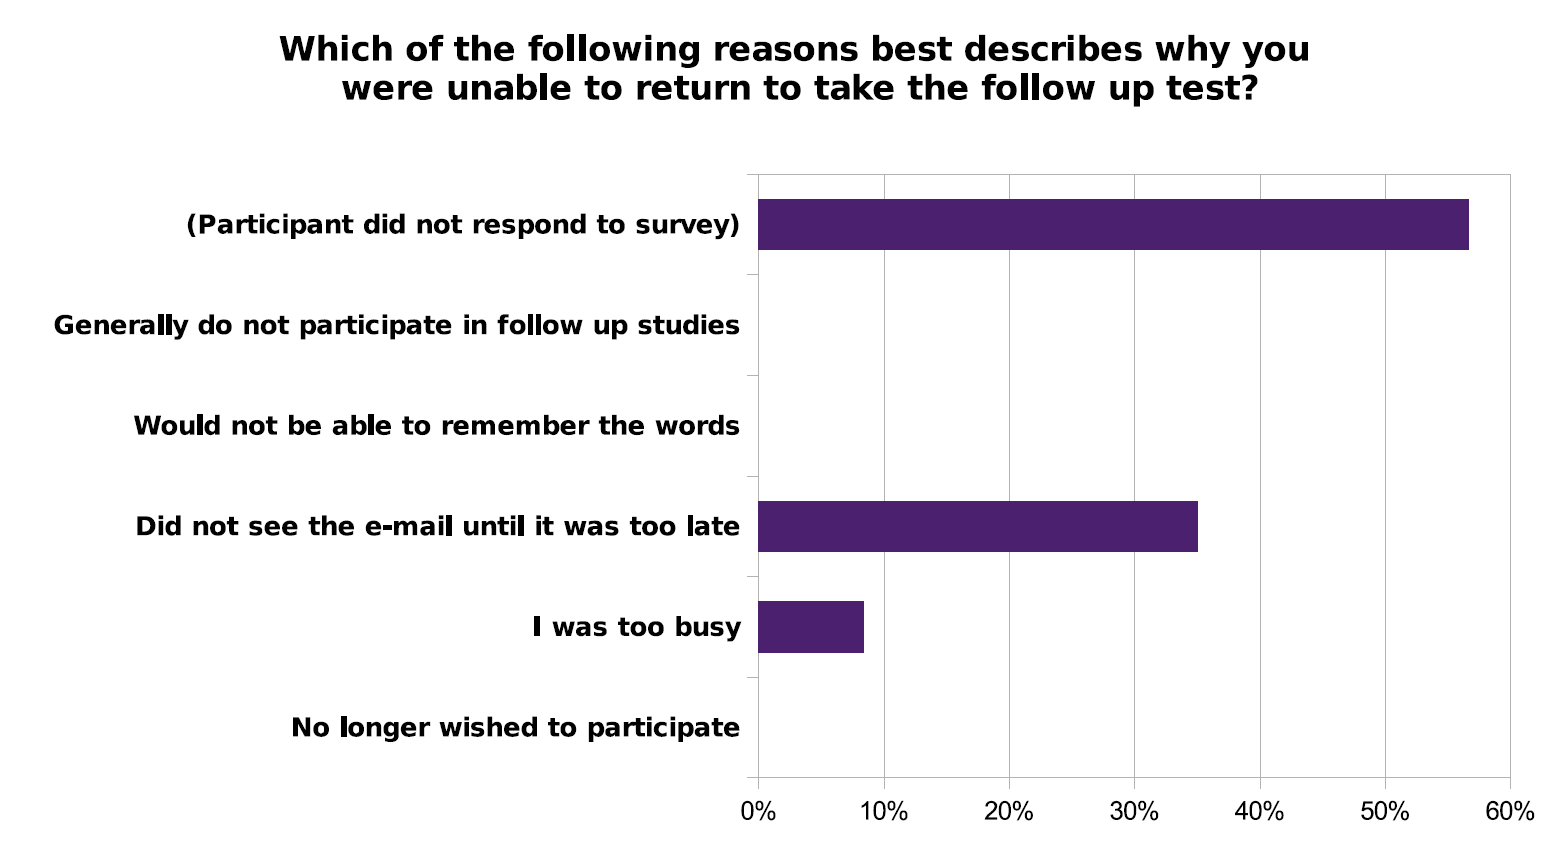 Which of the following reasons best describes why you
were unable to return to take the follow up test?
(Participant did not respond to survey)
Generally do not participate in follow up studies
Would not be able to remember the words
Did not see the e-mail until it was too late
I was too busy
No longer wished to participate
0% 10% 20% 30% 40% 50% 60%